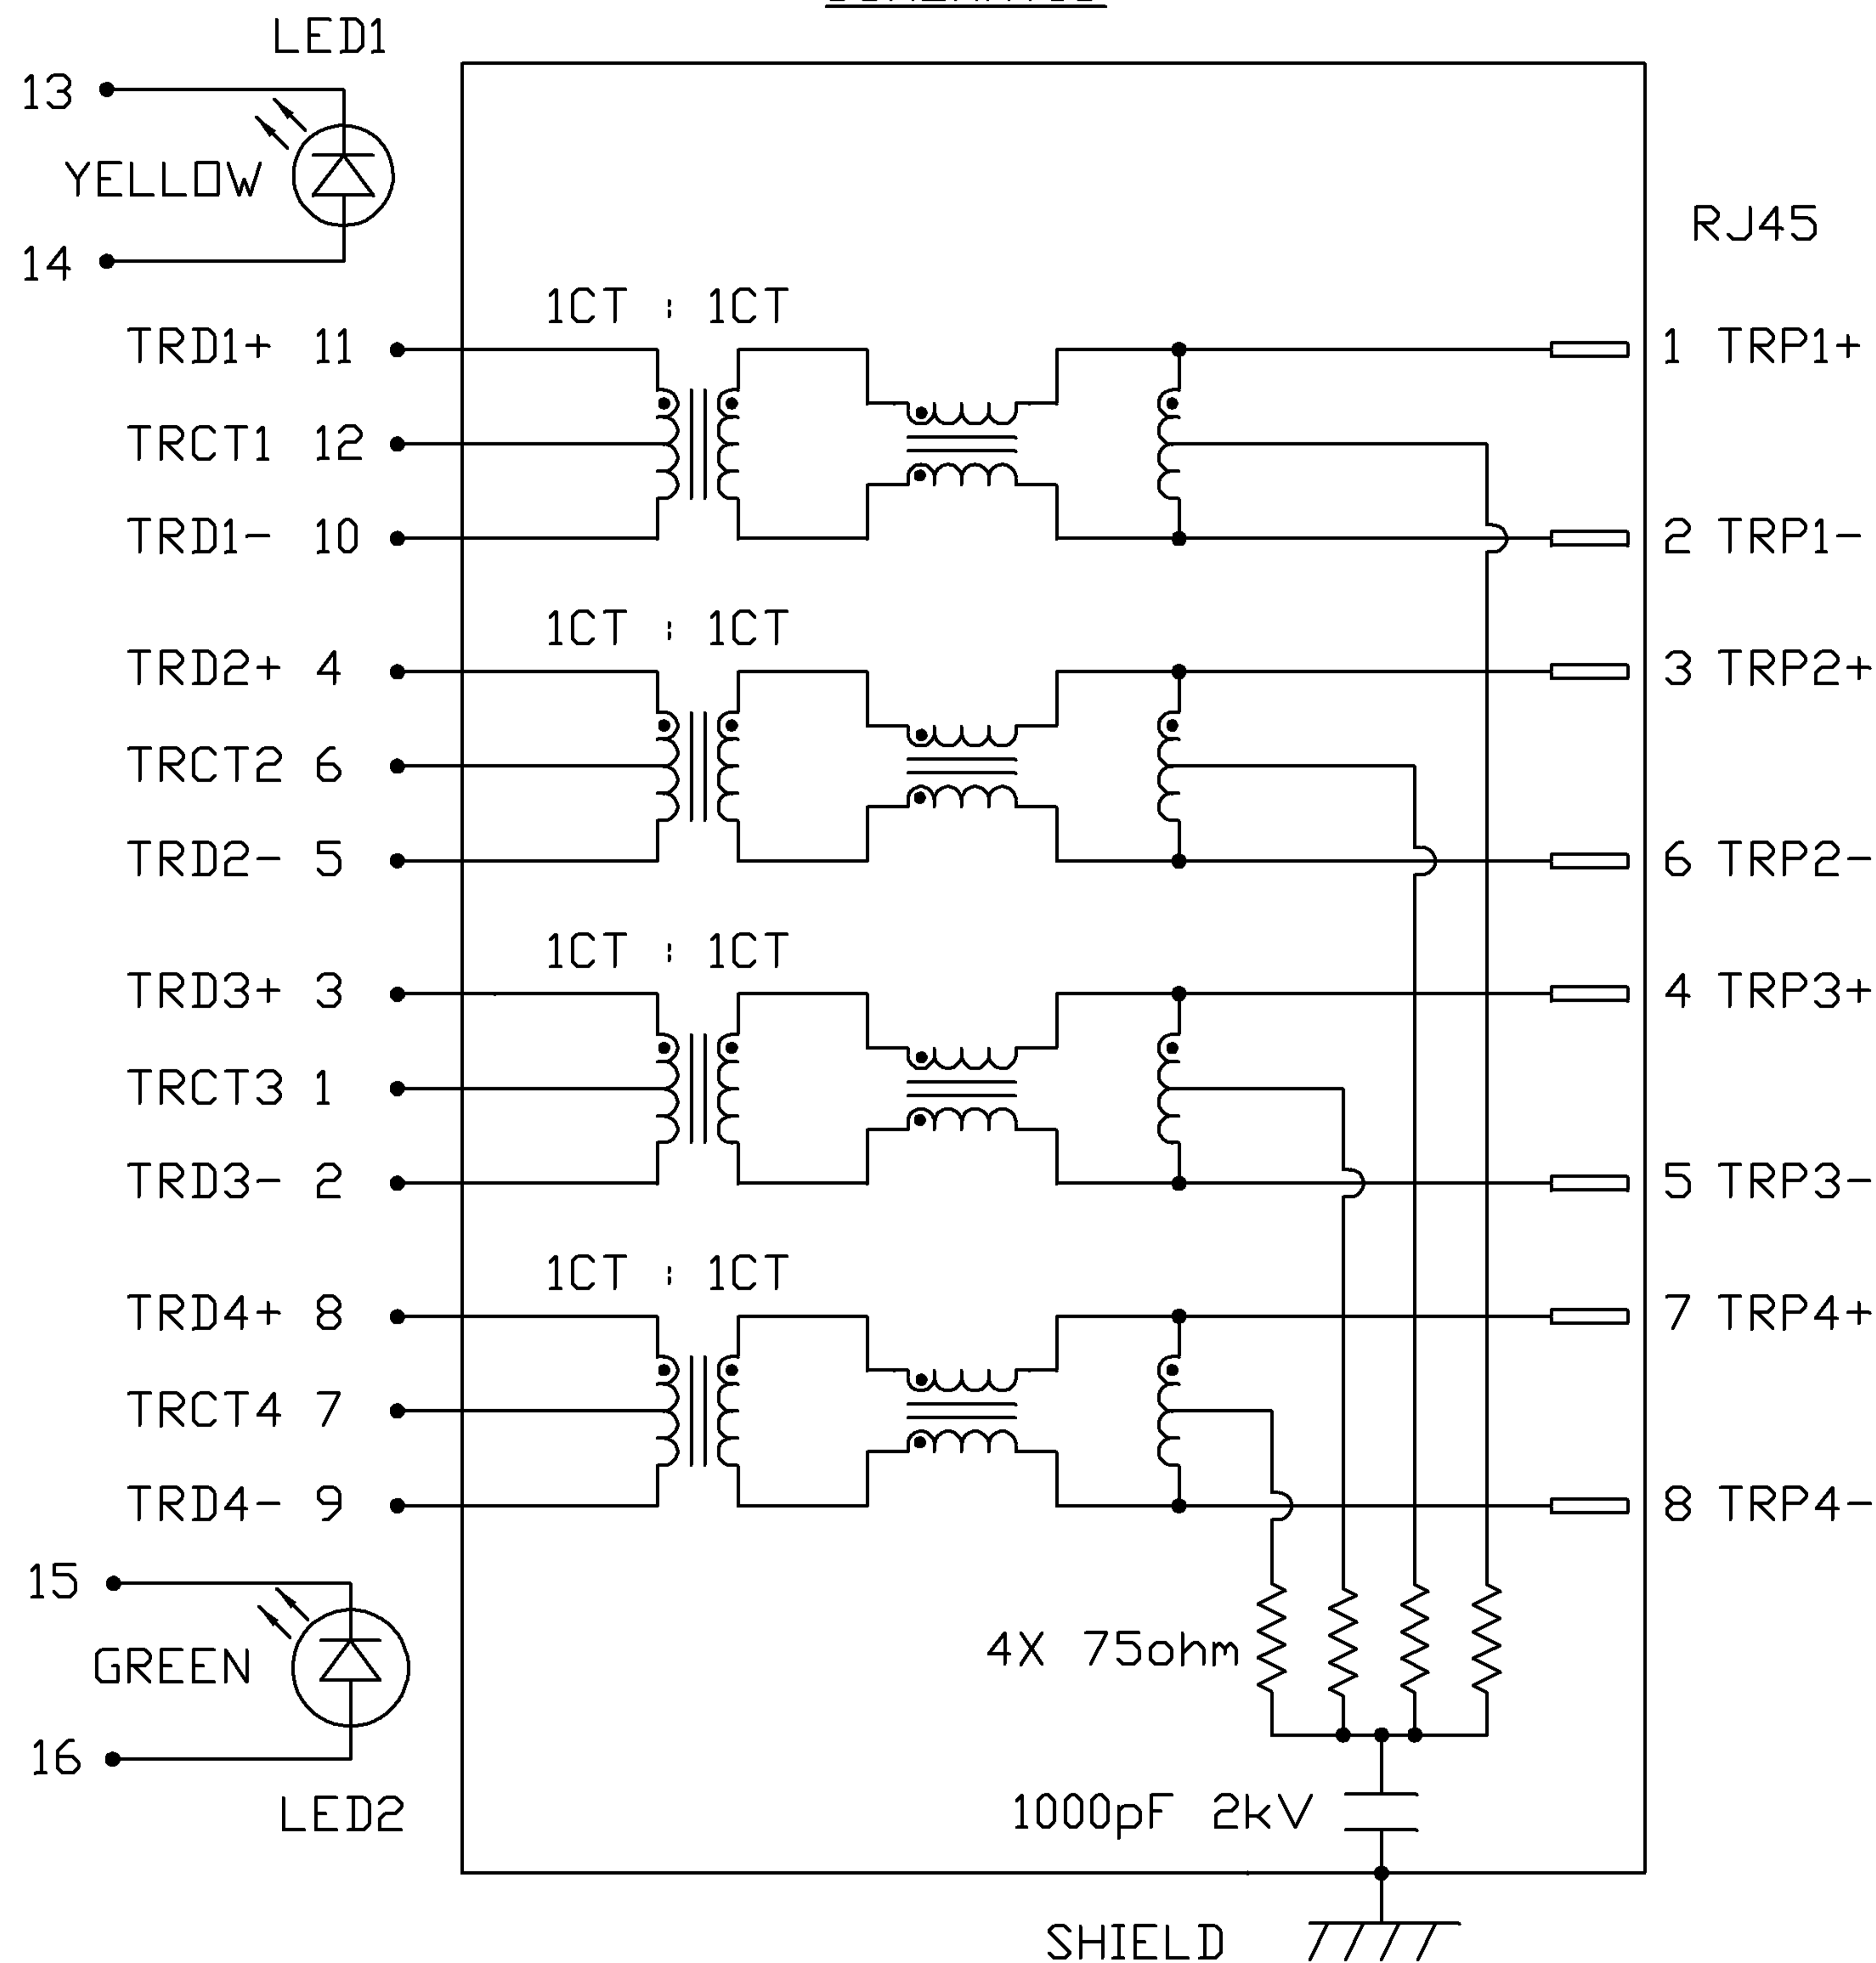 LED1
13
YELLOW
14
RJ45
1CT : 1CT
TRD1+ 11
1 TRP1+
TRCT1 12
TRD1- 10
2 TRP1-
1CT : 1CT
TRD2+ 4
3 TRP2+
TRCT2 6
TRD2- 5
6 TRP2-
1CT : 1CT
TRD3+ 3
4 TRP3+
TRCT3 1
TRD3- 2
5 TRP3-
1CT : 1CT
TRD4+ 8
7 TRP4+
TRCT4 7
TRD4- 9
8 TRP4-
15
GREEN
4X 75ohm
16
LED2
1000pF 2kV
SHIELD